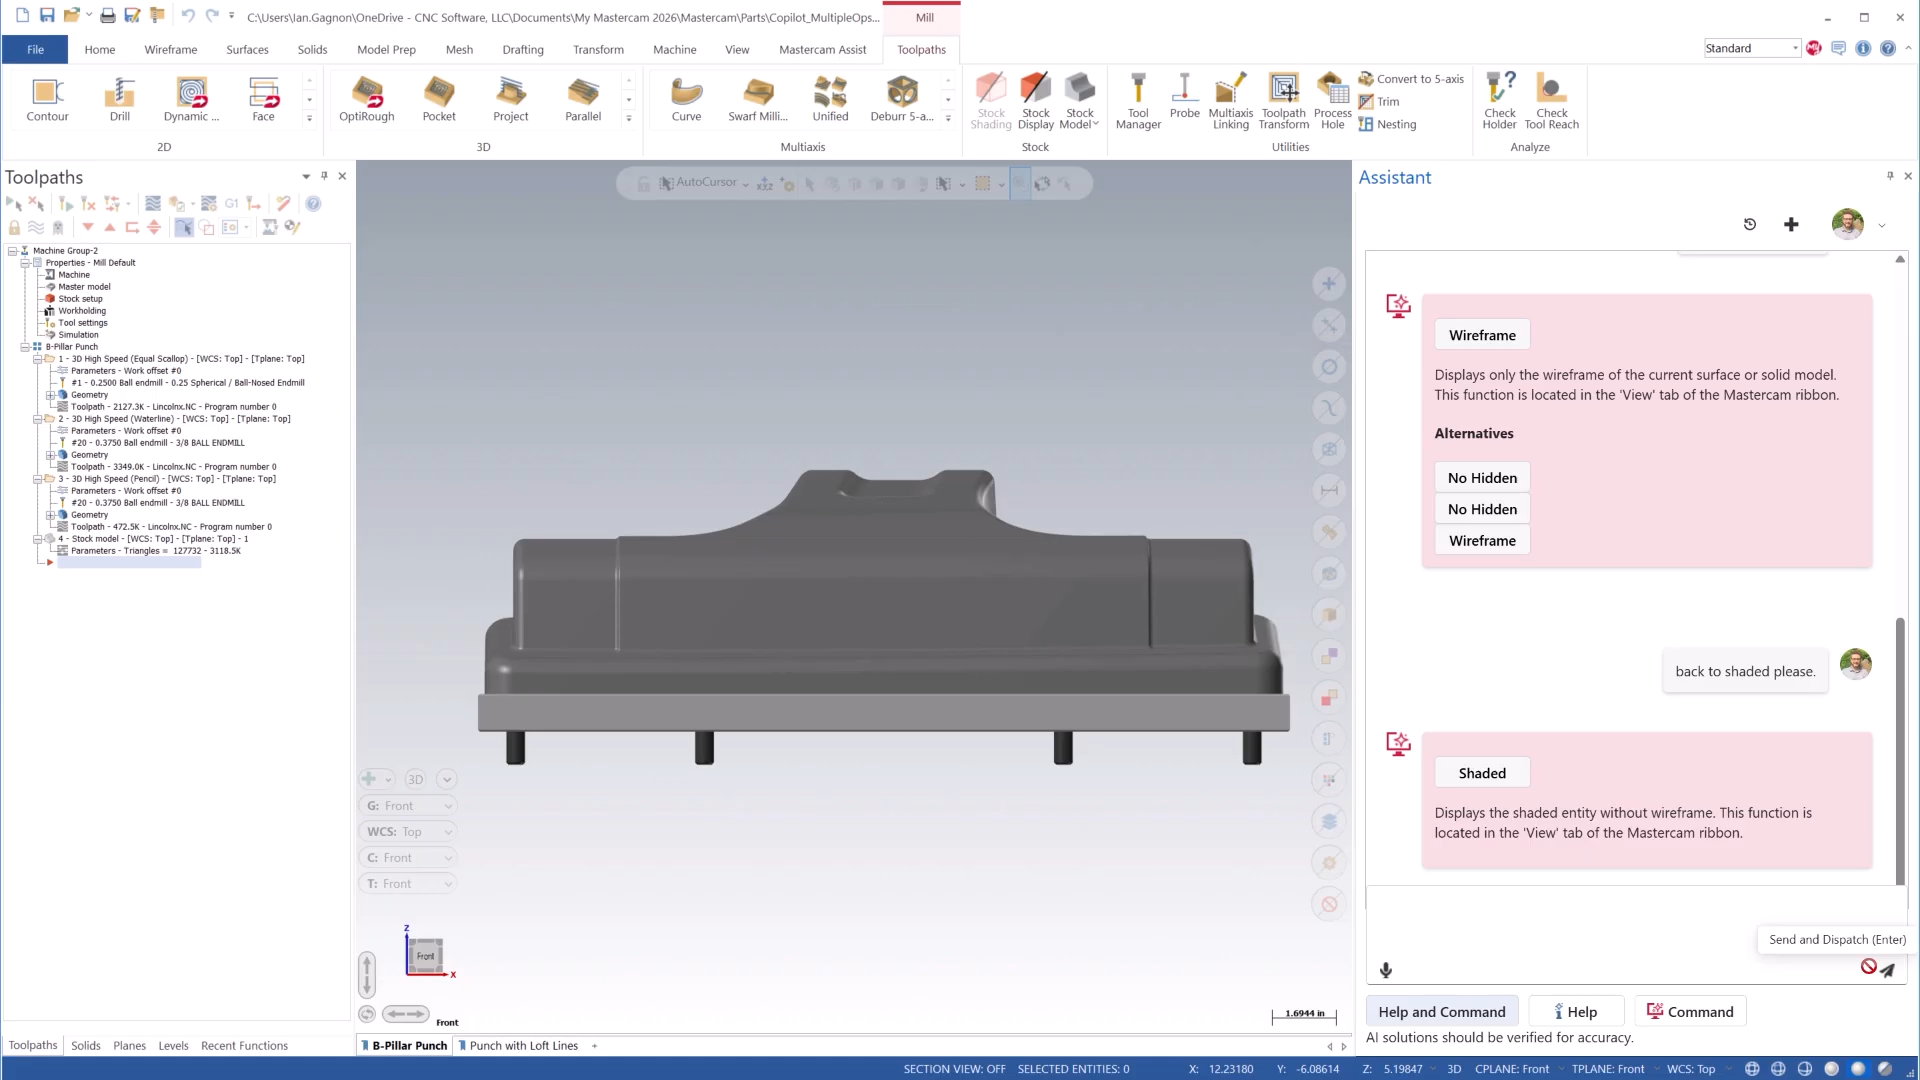 C:\Users\Ian.Gagnon\OneDrive - CNC Software, LLC\Documents\My Mastercam 2026\Mastercam\Parts\Copilot_MultipleOps...
Mill
File
Home
Wireframe
Surfaces
Solids
Model Prep
Mesh
Drafting
Transform
Machine
View
Mastercam Assist
Toolpaths
Standard
Contour
Drill
Dynamic ...
Face
OptiRough
Pocket
Project
Parallel
Curve
Swarf Milli...
Unified
Deburr 5-a...
Stock Shading
Stock Display
Stock Model
Tool Manager
Probe
Multiaxis Linking
Toolpath Transform
Process Hole
Convert to 5-axis
Trim
Nesting
Check Holder
Check Tool Reach
2D
3D
Multiaxis
Stock
Utilities
Analyze
Toolpaths
G1
Machine Group-2
Properties - Mill Default
Machine
Master model
Stock setup
Workholding
Tool settings
Simulation
B-Pillar Punch
1 - 3D High Speed (Equal Scallop) - [WCS: Top] - [Tplane: Top]
Parameters - Work offset #0
#1 - 0.2500 Ball endmill - 0.25 Spherical / Ball-Nosed Endmill
Geometry
Toolpath - 2127.3K - Lincolnx.NC - Program number 0
2 - 3D High Speed (Waterline) - [WCS: Top] - [Tplane: Top]
Parameters - Work offset #0
#20 - 0.3750 Ball endmill - 3/8 BALL ENDMILL
Geometry
Toolpath - 3349.0K - Lincolnx.NC - Program number 0
3 - 3D High Speed (Pencil) - [WCS: Top] - [Tplane: Top]
Parameters - Work offset #0
#20 - 0.3750 Ball endmill - 3/8 BALL ENDMILL
Geometry
Toolpath - 472.5K - Lincolnx.NC - Program number 0
4 - Stock model - [WCS: Top] - [Tplane: Top] - 1
Parameters - Triangles = 127732 - 3118.5K
Toolpaths
Solids
Planes
Levels
Recent Functions
AutoCursor
3D
G: Front
WCS: Top
C: Front
T: Front
Z
Front
X
Front
1.6944 in
B-Pillar Punch
Punch with Loft Lines
+
Assistant
Wireframe
Displays only the wireframe of the current surface or solid model.
This function is located in the 'View' tab of the Mastercam ribbon.
Alternatives
No Hidden
No Hidden
Wireframe
back to shaded please.
Shaded
Displays the shaded entity without wireframe. This function is
located in the 'View' tab of the Mastercam ribbon.
Send and Dispatch (Enter)
Help and Command
Help
Command
AI solutions should be verified for accuracy.
SECTION VIEW: OFF
SELECTED ENTITIES: 0
X: 12.23180
Y: -6.08614
Z: 5.19847
3D
CPLANE: Front
TPLANE: Front
WCS: Top